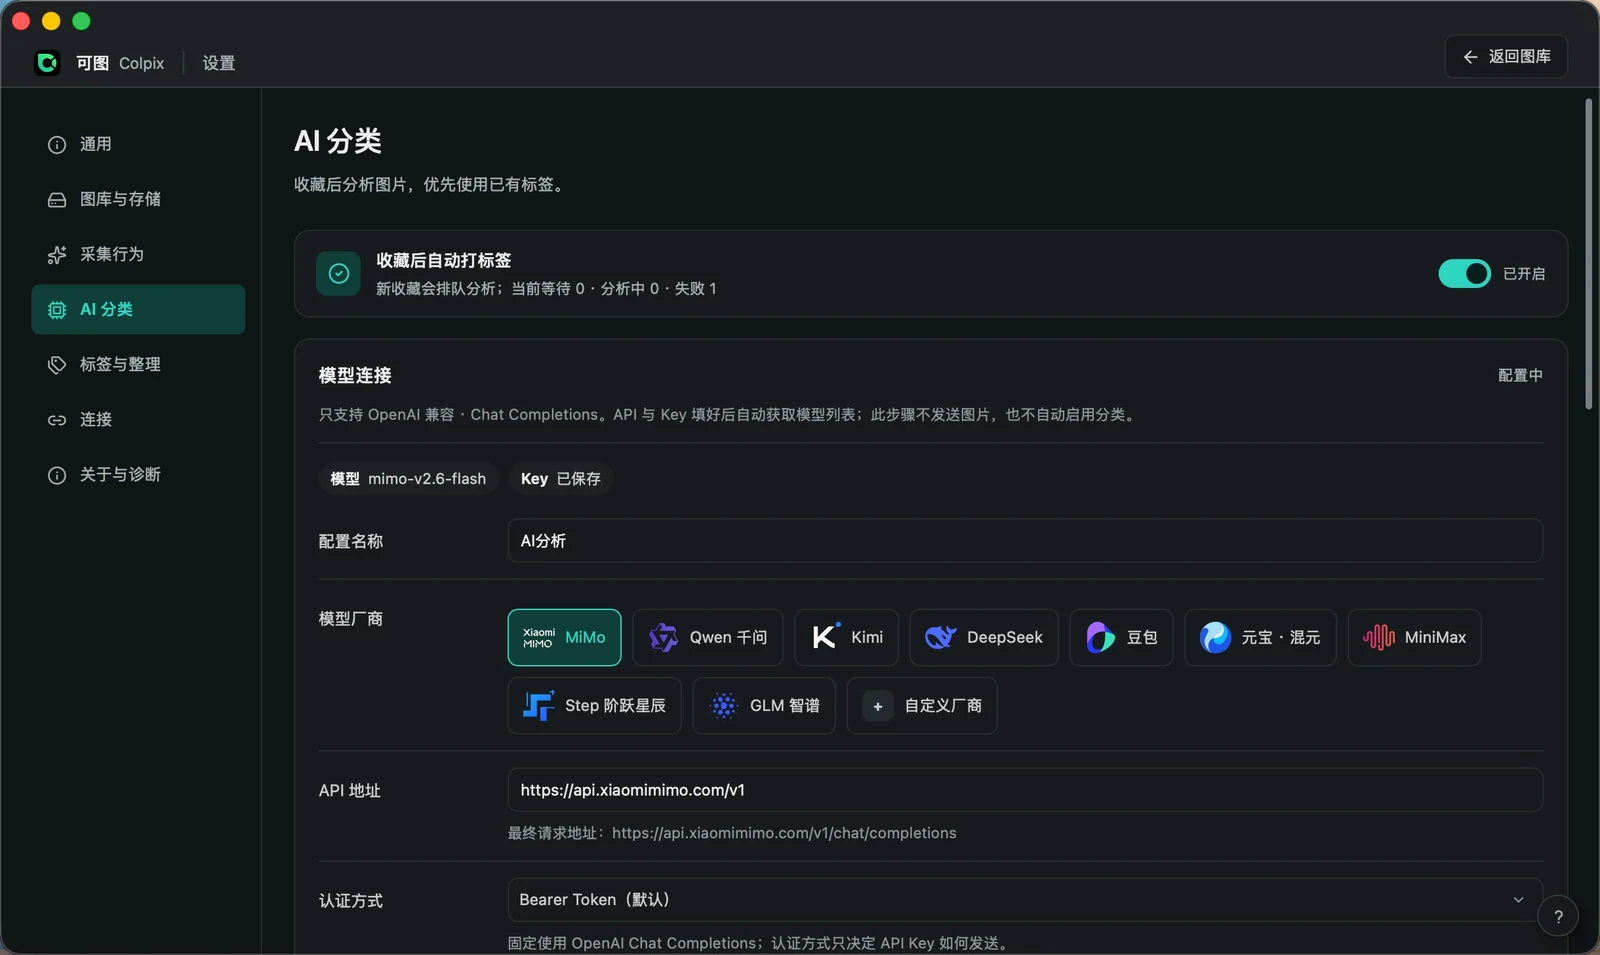 可图 Colpix 设置
返回图库
通用
图库与存储
采集行为
AI 分类
标签与整理
连接
关于与诊断
AI 分类
收藏后分析图片，优先使用已有标签。
收藏后自动打标签
新收藏会排队分析；当前等待 0 · 分析中 0 · 失败 1
已开启
模型连接
配置中
只支持 OpenAI 兼容 · Chat Completions。API 与 Key 填好后自动获取模型列表；此步骤不发送图片，也不自动启用分类。
模型 mimo-v2.6-flash
Key 已保存
配置名称
AI分析
模型厂商
Xiaomi
MIMO
MiMo
Qwen 千问
Kimi
DeepSeek
豆包
元宝 · 混元
MiniMax
Step 阶跃星辰
GLM 智谱
+ 自定义厂商
API 地址
https://api.xiaomimimo.com/v1
最终请求地址：https://api.xiaomimimo.com/v1/chat/completions
认证方式
Bearer Token（默认）
固定使用 OpenAI Chat Completions；认证方式只决定 API Key 如何发送。
?